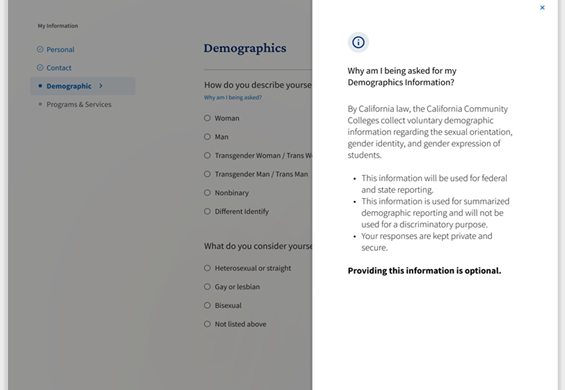 My Information
Personal
Contact
Demographic
Programs & Services
Demographics
How do you describe yourse
Why am I being asked?
Woman
Man
Transgender Woman / Trans W
Transgender Man / Trans Man
Nonbinary
Different Identify
What do you consider yourse
Heterosexual or straight
Gay or lesbian
Bisexual
Not listed above
Why am I being asked for my
Demographics Information?
By California law, the California Community
Colleges collect voluntary demographic
information regarding the sexual orientation,
gender identity, and gender expression of
students.
• This information will be used for federal
and state reporting.
• This information is used for summarized
demographic reporting and will not be
used for a discriminatory purpose.
• Your responses are kept private and
secure.
Providing this information is optional.